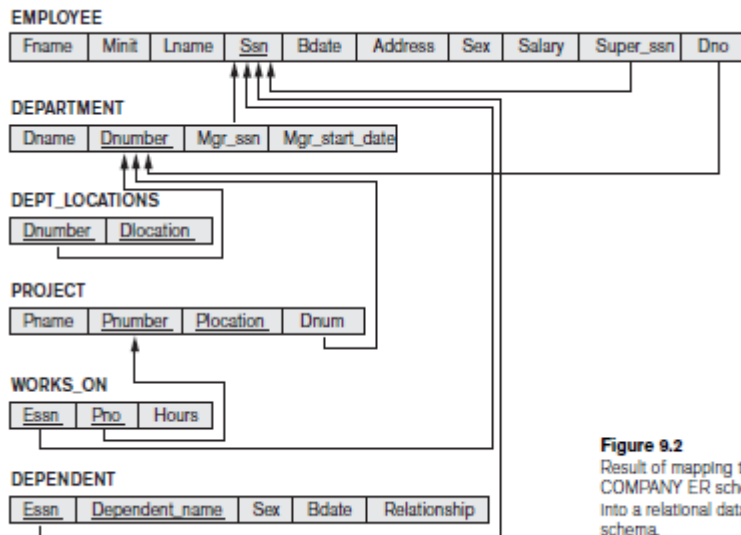 EMPLOYEE
Fname Minit Lname Ssn Bdate Address Sex Salary Super_ssn Dno
DEPARTMENT
Dname Dnumber Mgr_ssn Mgr_start_date
DEPT_LOCATIONS
Dnumber Dlocation
PROJECT
Pname Pnumber Plocation Dnum
WORKS_ON
Essn Pno Hours
DEPENDENT
Essn Dependent_name Sex Bdate Relationship
Figure 9.2
Result of mapping
COMPANY ER
into a relational
schema.